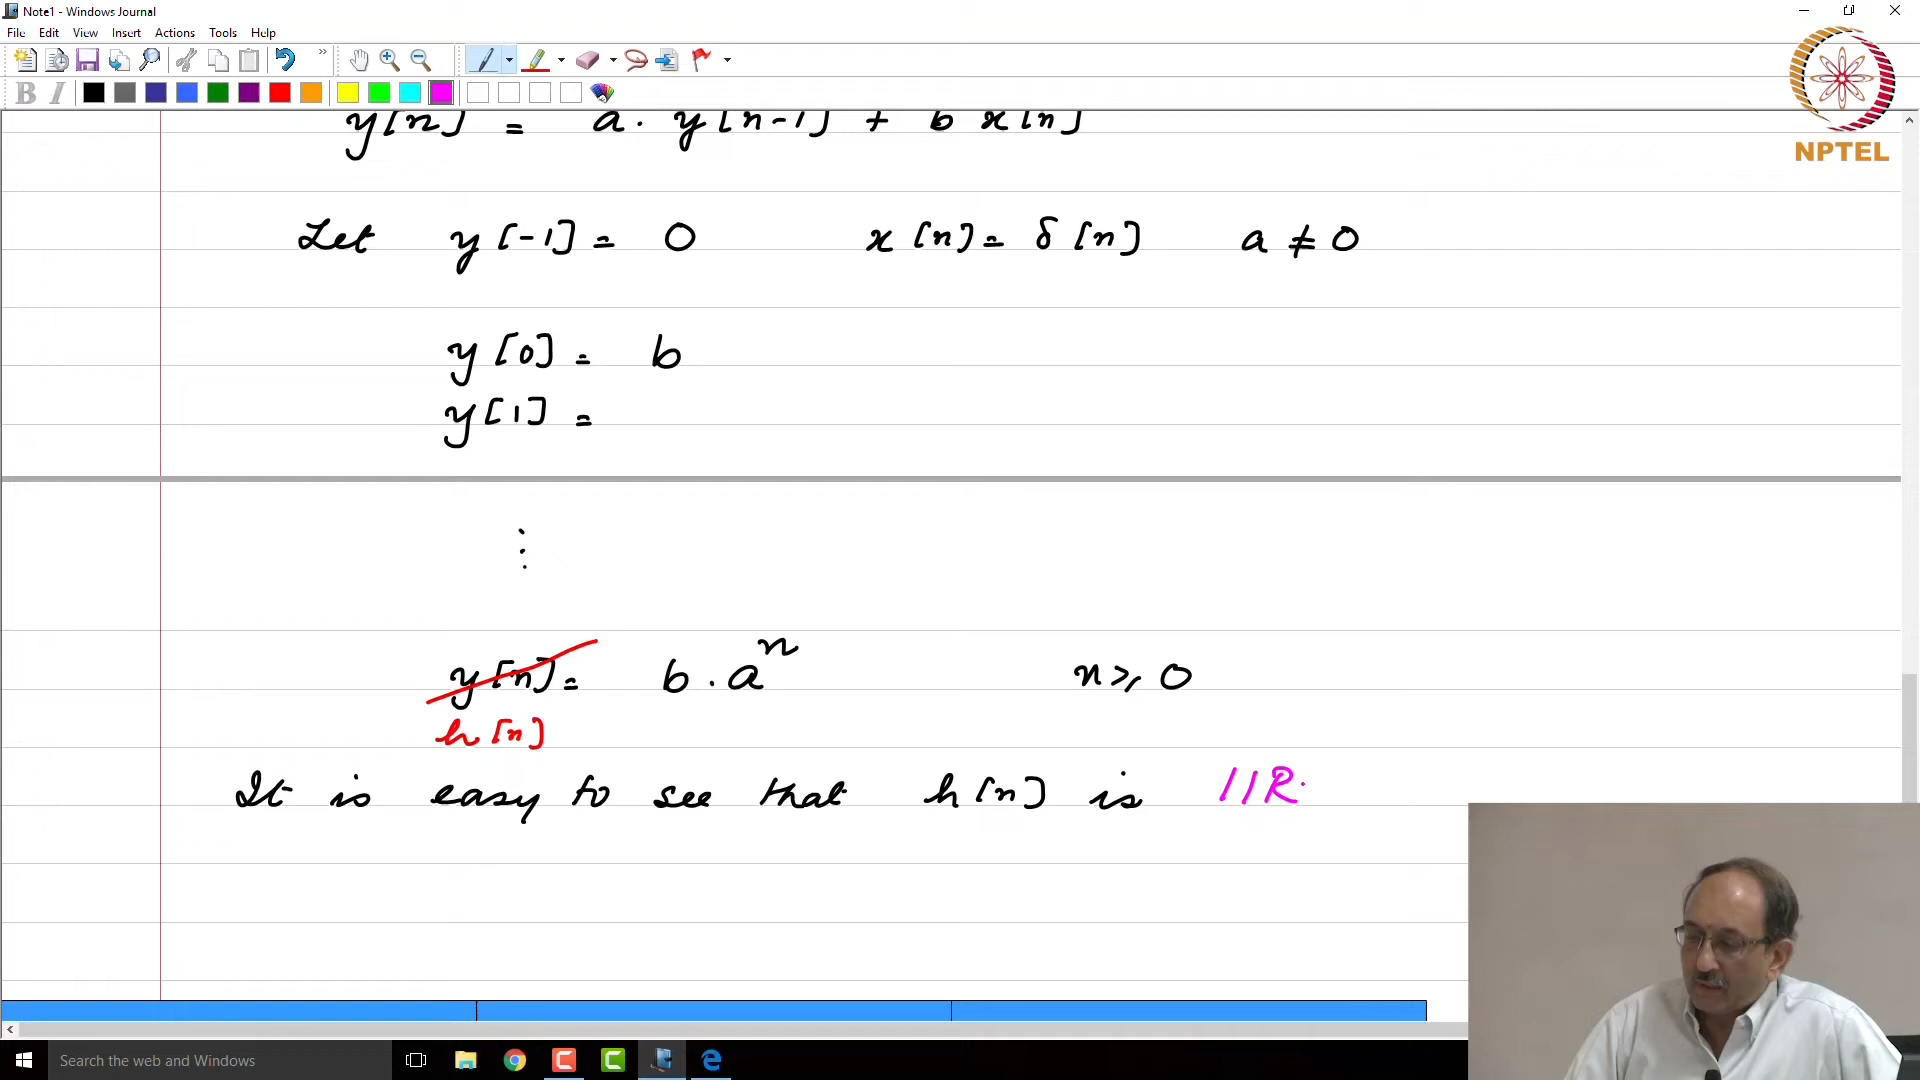 Note1 - Windows Journal
File Edit View Insert Actions Tools Help
B I
NPTEL
y[n] = a. y[n-1] + b x[n]
Let y[-1] = 0 x[n] = δ[n] a ≠ 0
y[0] = b
y[1] =
⋮
y[n] = b . a^n n ⩾ 0
h[n]
It is easy to see that h[n] is IIR.
Search the web and Windows